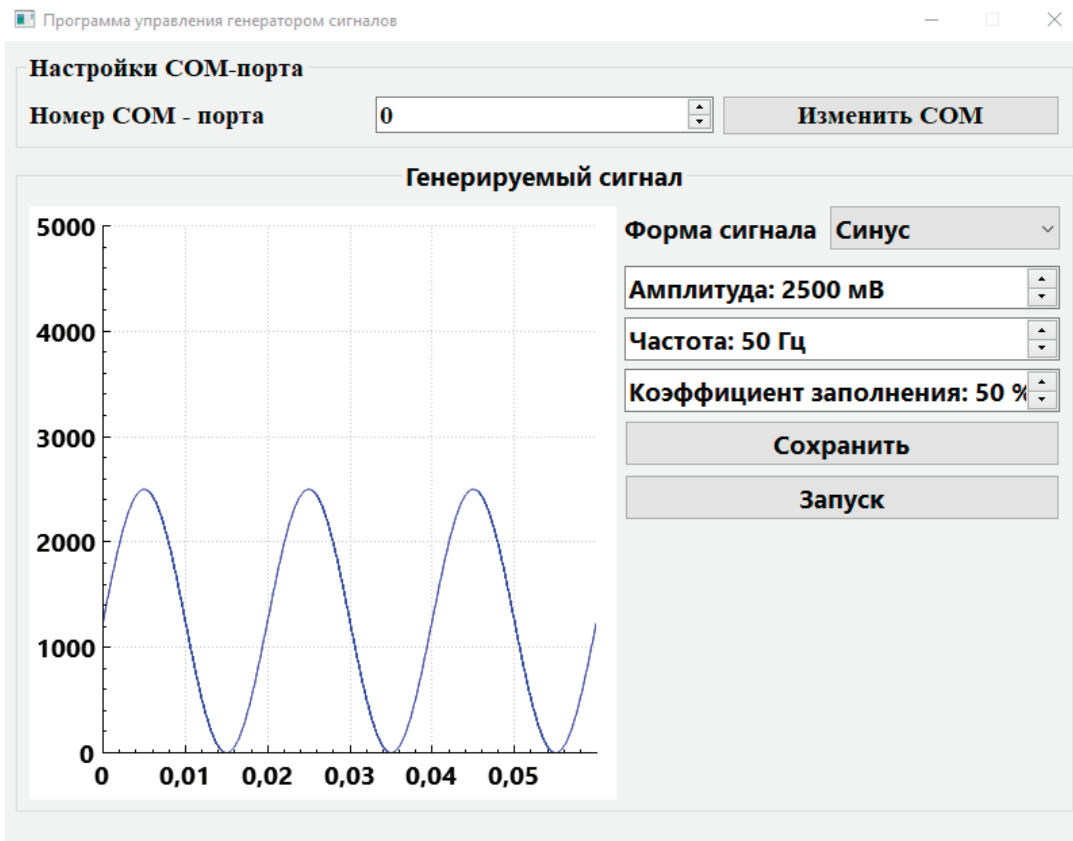 Программа управления генератором сигналов
Настройки COM-порта
Номер COM - порта 0 Изменить COM
Генерируемый сигнал
Форма сигнала Синус
Амплитуда: 2500 мВ
Частота: 50 Гц
Коэффициент заполнения: 50 %
Сохранить
Запуск
5000
4000
3000
2000
1000
0
0 0,01 0,02 0,03 0,04 0,05